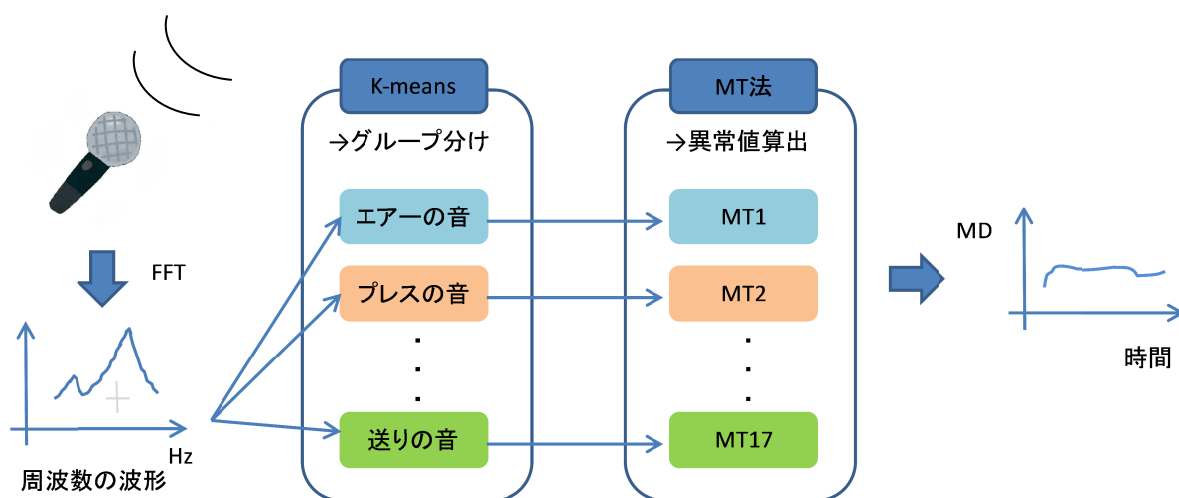 K-means
→グループ分け
エアーの音
プレスの音
・
・
・
送りの音
MT法
→異常値算出
MT1
MT2
・
・
・
MT17
FFT
Hz
周波数の波形
MD
時間